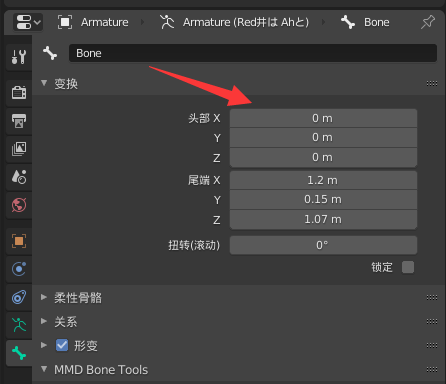 Armature Armature (Red井は Ahと) Bone
Bone
变换
头部 X 0 m
Y 0 m
Z 0 m
尾端 X 1.2 m
Y 0.15 m
Z 1.07 m
扭转(滚动) 0°
锁定
柔性骨骼
关系
形变
MMD Bone Tools